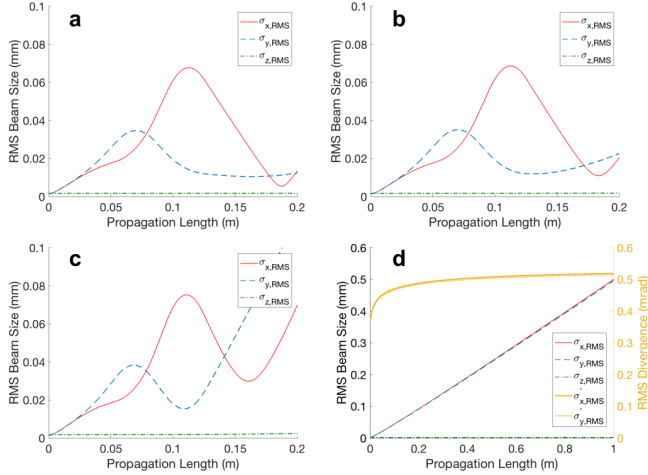 a
RMS Beam Size (mm)
0.1
0.08
0.06
0.04
0.02
0
0 0.05 0.1 0.15 0.2
Propagation Length (m)
σx,RMS
σy,RMS
σz,RMS
b
RMS Beam Size (mm)
0.1
0.08
0.06
0.04
0.02
0
0 0.05 0.1 0.15 0.2
Propagation Length (m)
σx,RMS
σy,RMS
σz,RMS
c
RMS Beam Size (mm)
0.1
0.08
0.06
0.04
0.02
0
0 0.05 0.1 0.15 0.2
Propagation Length (m)
σx,RMS
σy,RMS
σz,RMS
d
RMS Beam Size (mm)
0.6
0.5
0.4
0.3
0.2
0.1
0
0 0.2 0.4 0.6 0.8 1
Propagation Length (m)
0.6
0.5
0.4
0.3
0.2
0.1
0
RMS Divergence (mrad)
σx,RMS
σy,RMS
σz,RMS
σx,RMS'
σy,RMS'